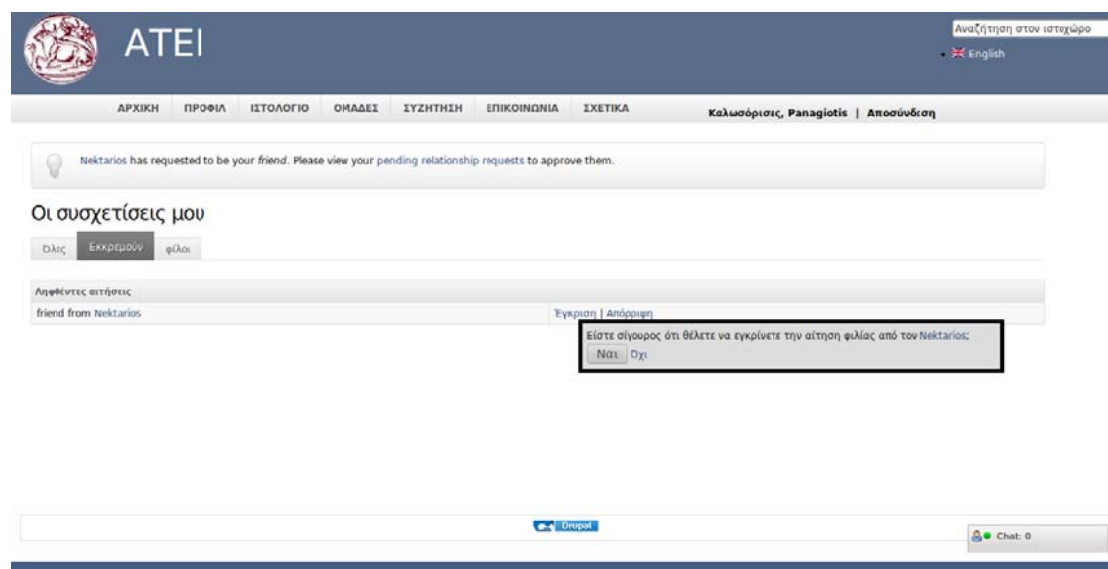 ATEI
Αναζήτηση στον ιστοχώρο
English
ΑΡΧΙΚΗ ΠΡΟΦΙΛ ΙΣΤΟΛΟΓΙΟ ΟΜΑΔΕΣ ΣΥΖΗΤΗΣΗ ΕΠΙΚΟΙΝΩΝΙΑ ΣΧΕΤΙΚΑ Καλωσόρισις, Panagiotis | Αποσύνδεση
Nektarios has requested to be your friend. Please view your pending relationship requests to approve them.
Οι συσχετίσεις μου
Όλες Εκκρεμούν φίλοι
Ληφθέντες αιτήσεις
friend from Nektarios Έγκριση | Απόρριψη
Είστε σίγουρος ότι θέλετε να εγκρίνετε την αίτηση φιλίας από τον Nektarios;
Ναι Όχι
Drupal
Chat: 0